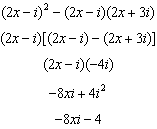 (2x − i)² − (2x − i)(2x + 3i)
(2x − i)[(2x − i) − (2x + 3i)]
(2x − i)(−4i)
−8xi + 4i²
−8xi − 4